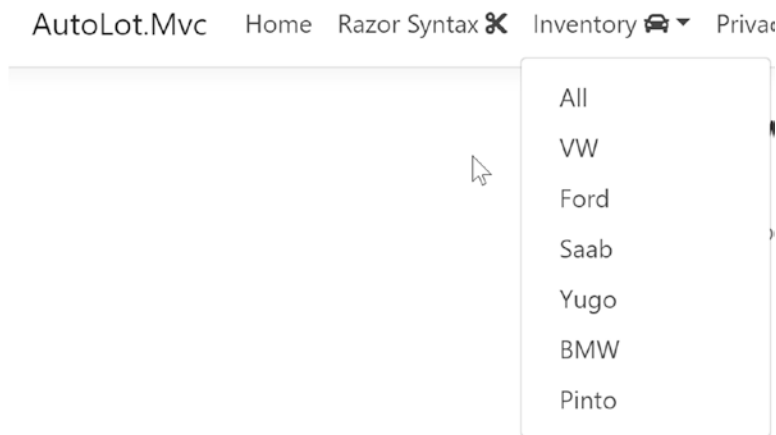 AutoLot.Mvc Home Razor Syntax Inventory
All
VW
Ford
Saab
Yugo
BMW
Pinto